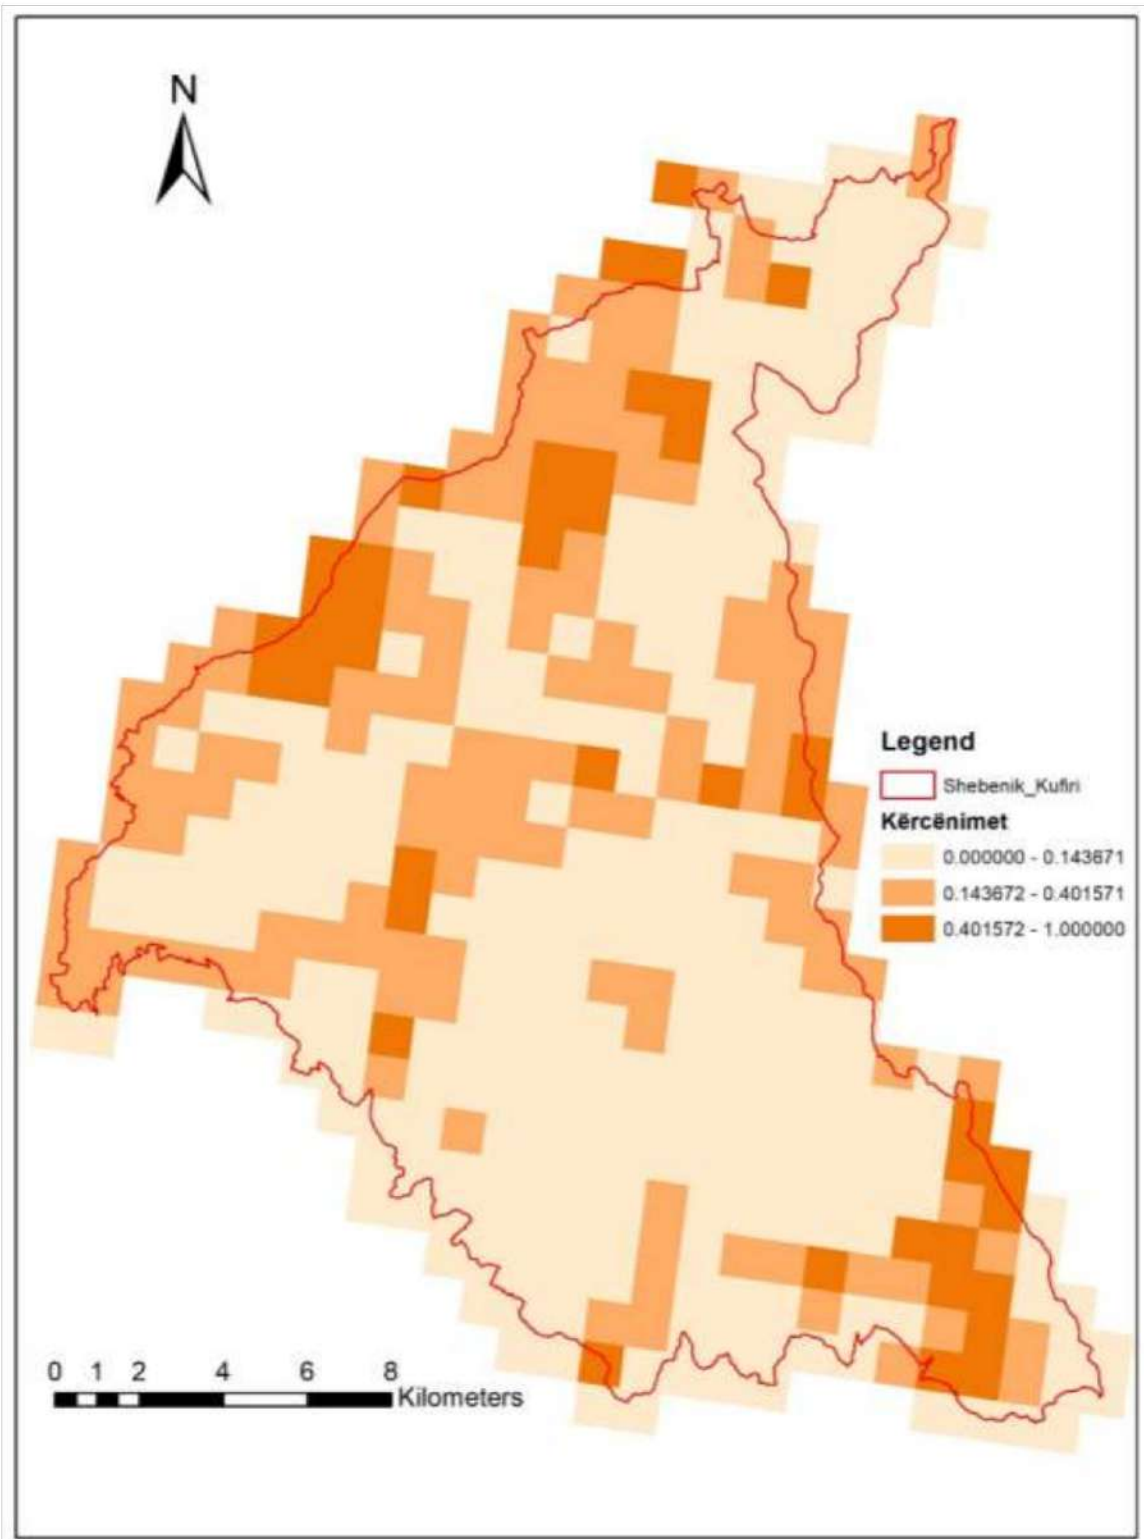 N
Legend
Shebenik_Kufiri
Kërcënimet
0.000000 - 0.143671
0.143672 - 0.401571
0.401572 - 1.000000
0 1 2 4 6 8
Kilometers